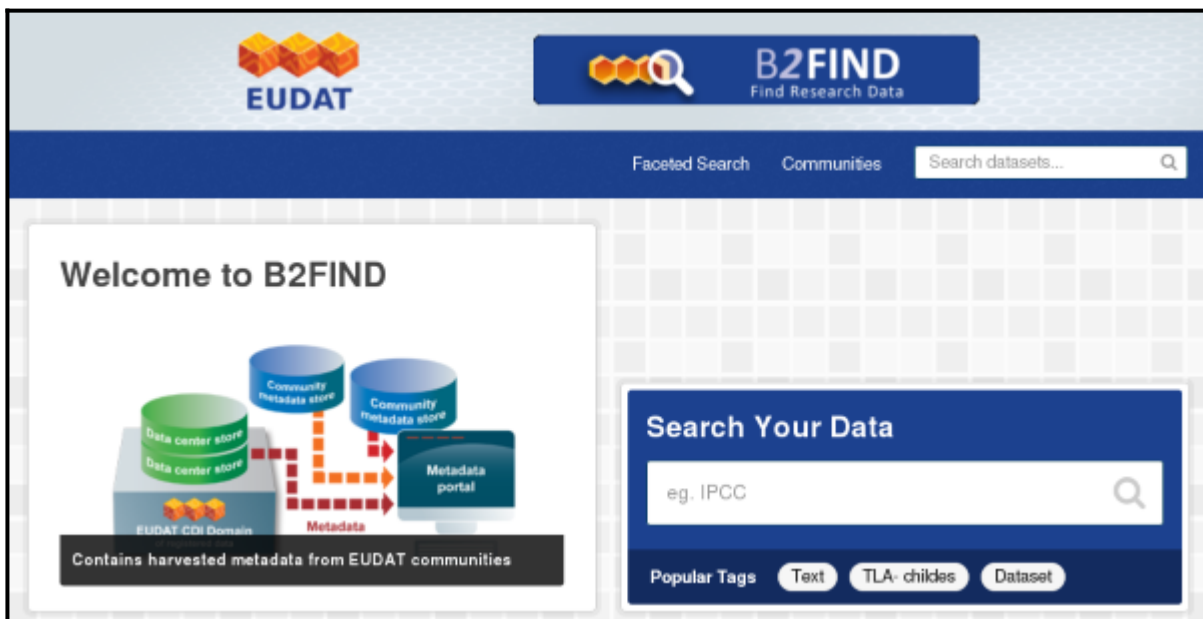 EUDAT
B2FIND
Find Research Data
Faceted Search
Communities
Search datasets...
Welcome to B2FIND
Community
metadata store
Community
metadata store
Data center store
Data center store
Metadata
portal
EUDAT CDI Domain
Metadata
Contains harvested metadata from EUDAT communities
Search Your Data
eg. IPCC
Popular Tags
Text
TLA- childes
Dataset